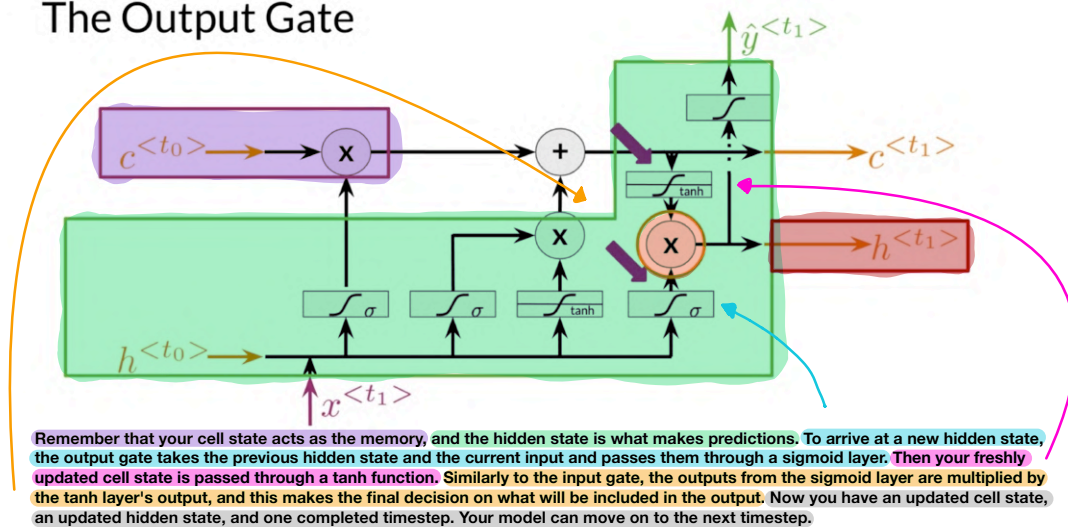 The Output Gate
ŷ<t₁>
c<t₀>
x
+
c<t₁>
tanh
x
x
h<t₁>
σ
σ
tanh
σ
h<t₀>
x<t₁>
Remember that your cell state acts as the memory, and the hidden state is what makes predictions. To arrive at a new hidden state,
the output gate takes the previous hidden state and the current input and passes them through a sigmoid layer. Then your freshly
updated cell state is passed through a tanh function. Similarly to the input gate, the outputs from the sigmoid layer are multiplied by
the tanh layer's output, and this makes the final decision on what will be included in the output. Now you have an updated cell state,
an updated hidden state, and one completed timestep. Your model can move on to the next timestep.